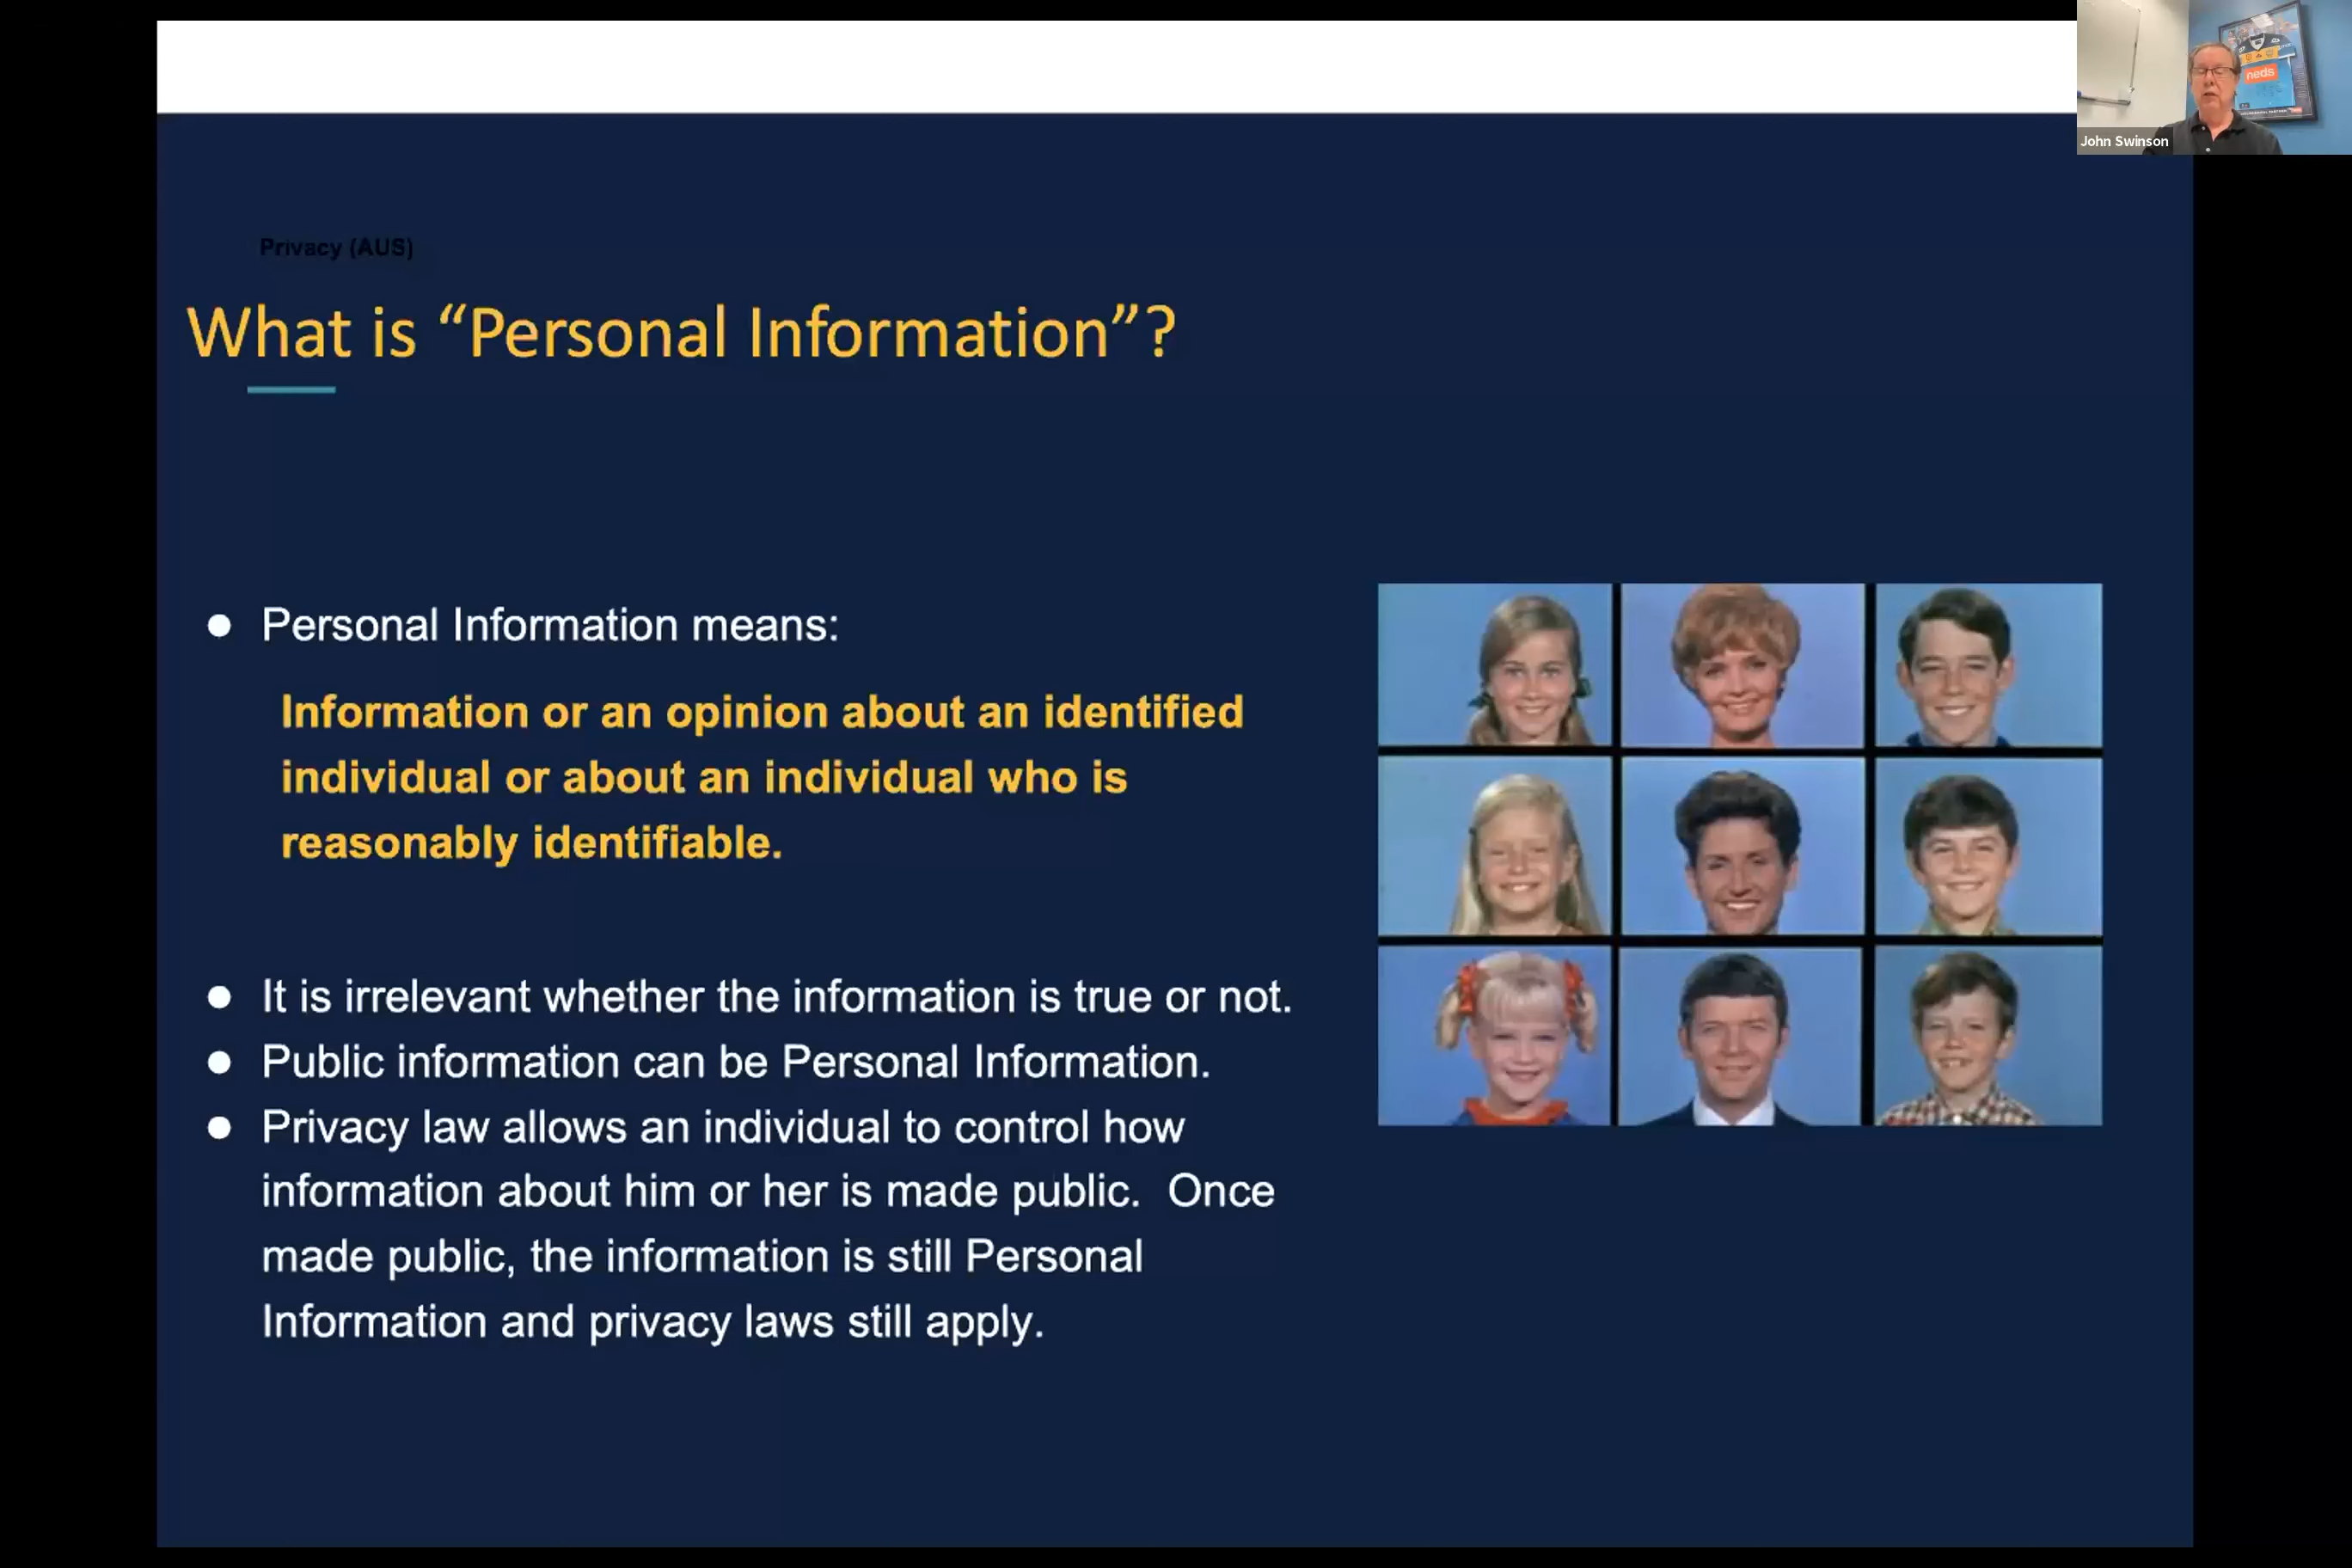 neds
John Swinson
Privacy (AUS)
What is “Personal Information”?
● Personal Information means:
Information or an opinion about an identified
individual or about an individual who is
reasonably identifiable.
● It is irrelevant whether the information is true or not.
● Public information can be Personal Information.
● Privacy law allows an individual to control how
information about him or her is made public.  Once
made public, the information is still Personal
Information and privacy laws still apply.